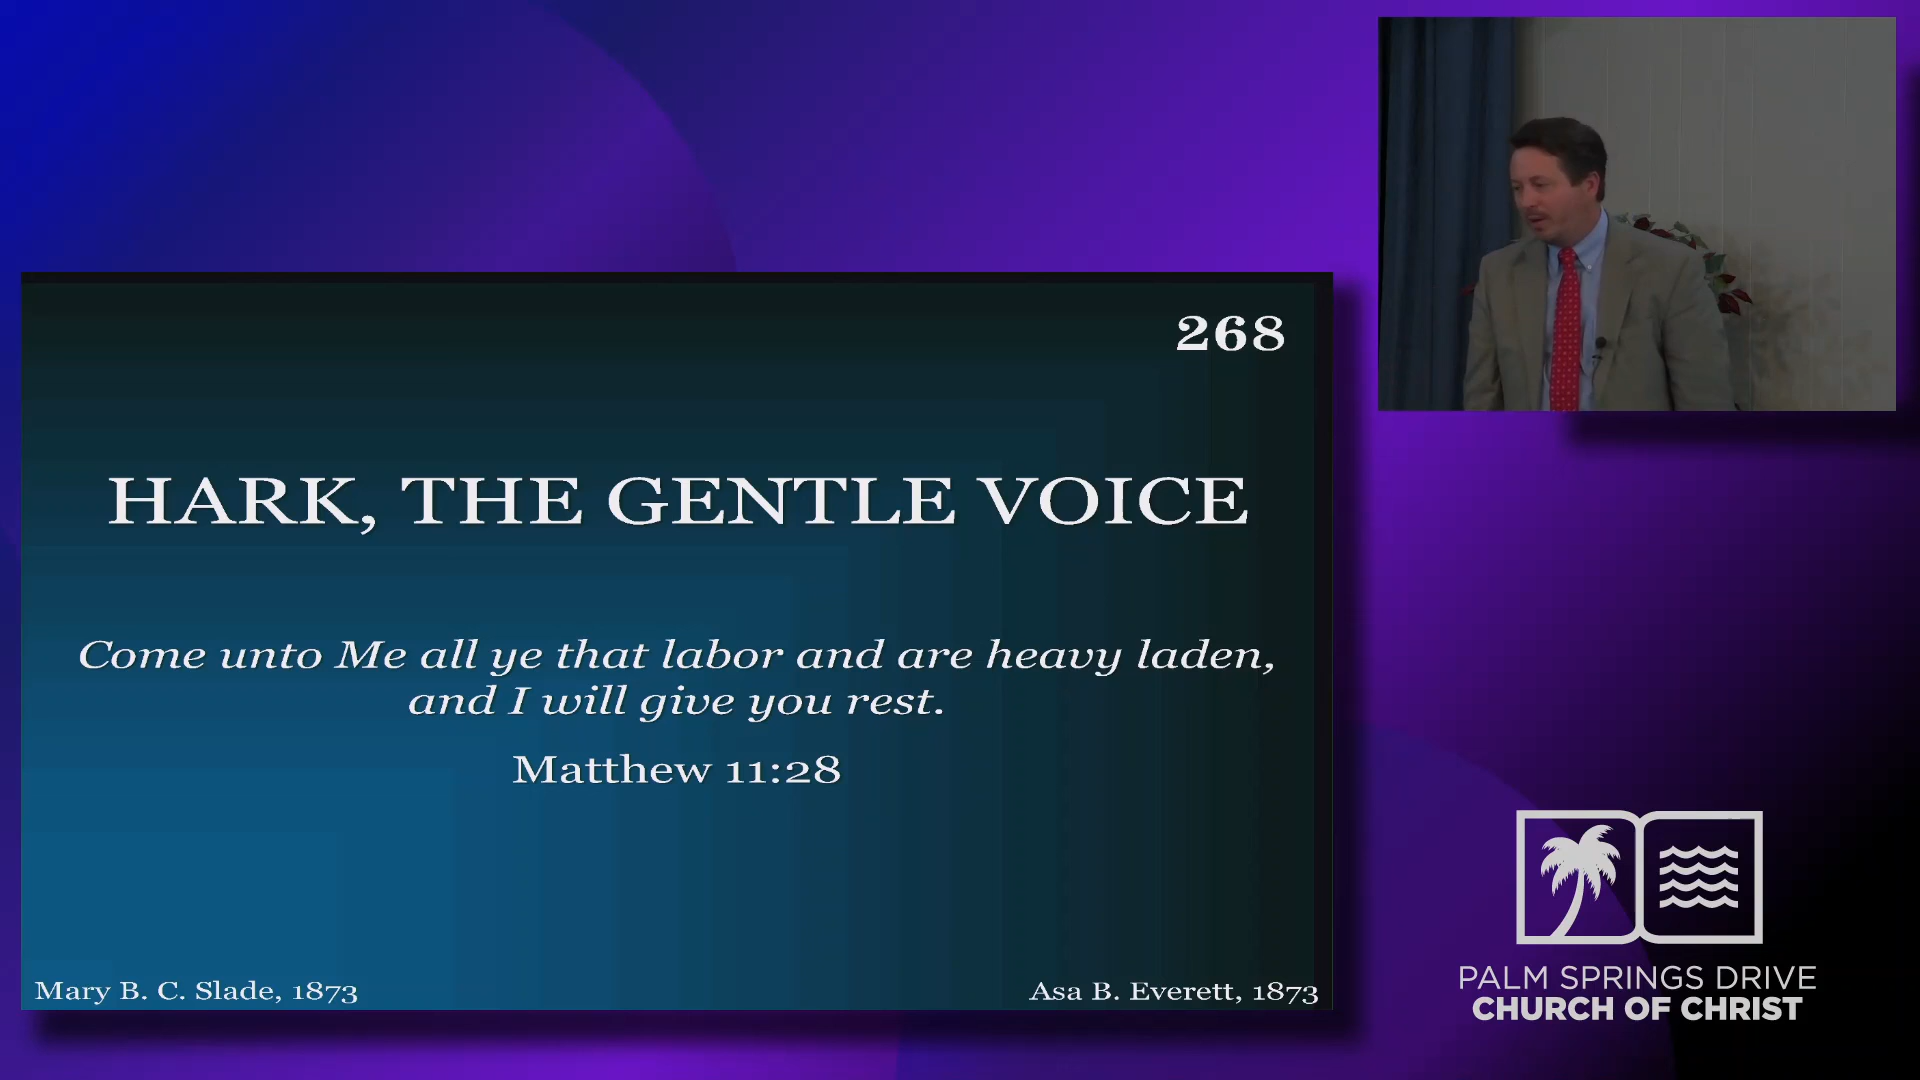 268
HARK, THE GENTLE VOICE
Come unto Me all ye that labor and are heavy laden,
and I will give you rest.
Matthew 11:28
Mary B. C. Slade, 1873
Asa B. Everett, 1873
PALM SPRINGS DRIVE
CHURCH OF CHRIST